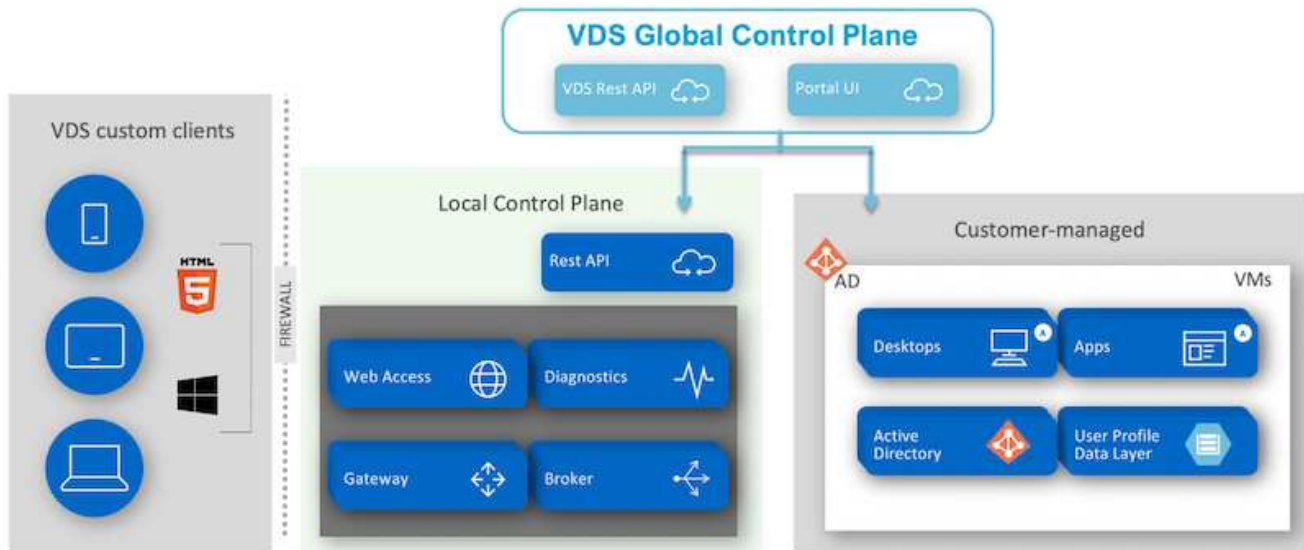 VDS Global Control Plane
VDS Rest API
Portal UI
VDS custom clients
HTML
5
FIREWALL
Local Control Plane
Rest API
Web Access
Diagnostics
Gateway
Broker
Customer-managed
AD
VMs
Desktops
A
Apps
A
Active
Directory
User Profile
Data Layer